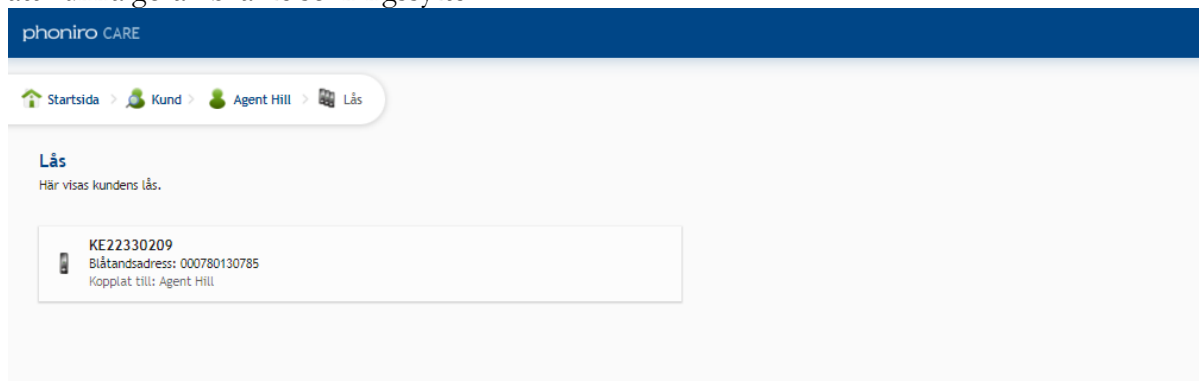 phoniro CARE
Startsida > Kund > Agent Hill > Lås
Lås
Här visas kundens lås.
KE22330209
Blåtandsadress: 000780130785
Kopplat till: Agent Hill